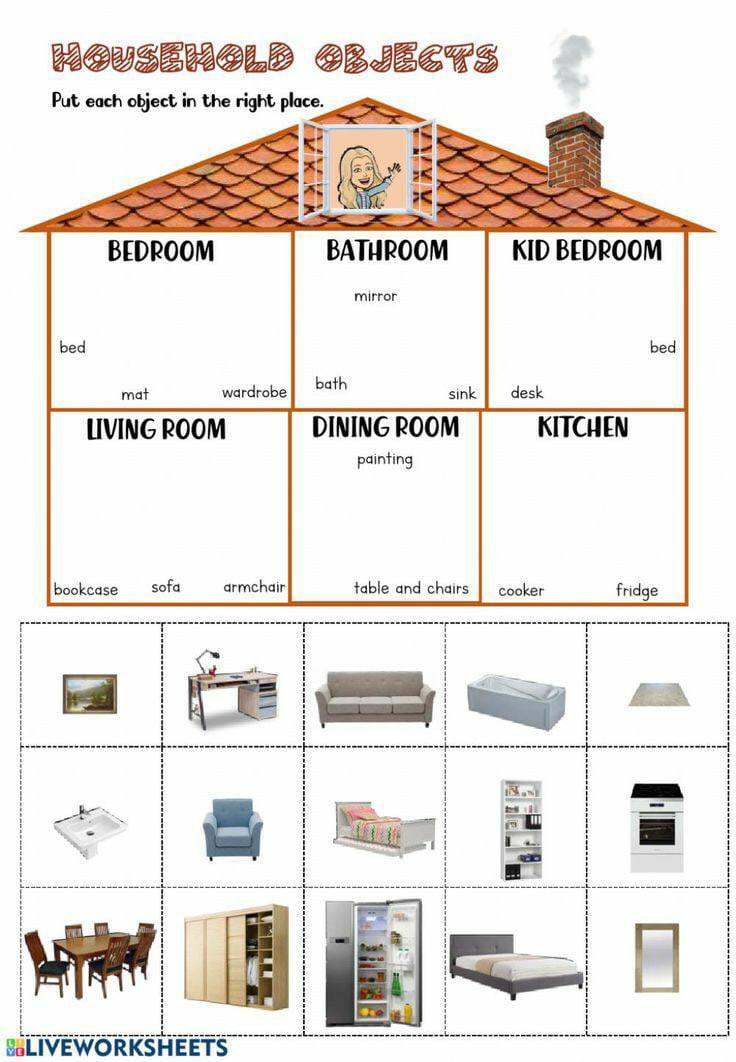 HOUSEHOLD OBJECTS
Put each object in the right place.
BEDROOM
bed
mat
wardrobe
BATHROOM
mirror
bath
sink
KID BEDROOM
bed
desk
LIVING ROOM
bookcase
sofa
armchair
DINING ROOM
painting
table and chairs
KITCHEN
cooker
fridge
LIVE LIVEWORKSHEETS